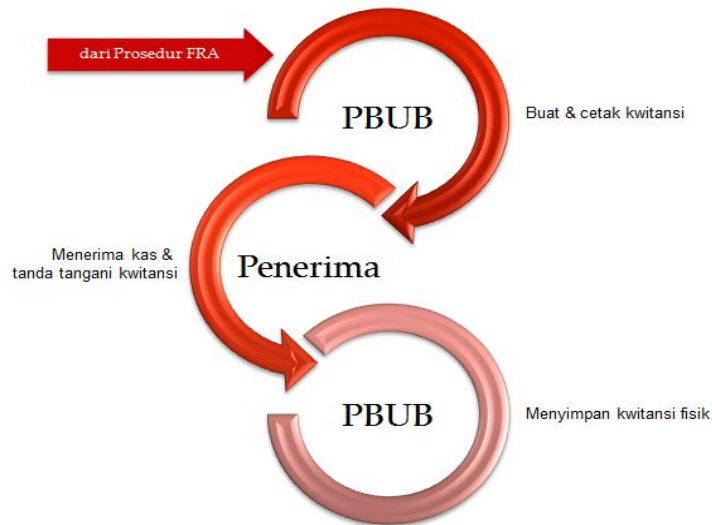 dari Prosedur FRA
PBUB
Buat & cetak kwitansi
Menerima kas &
tanda tangani kwitansi
Penerima
PBUB
Menyimpan kwitansi fisik